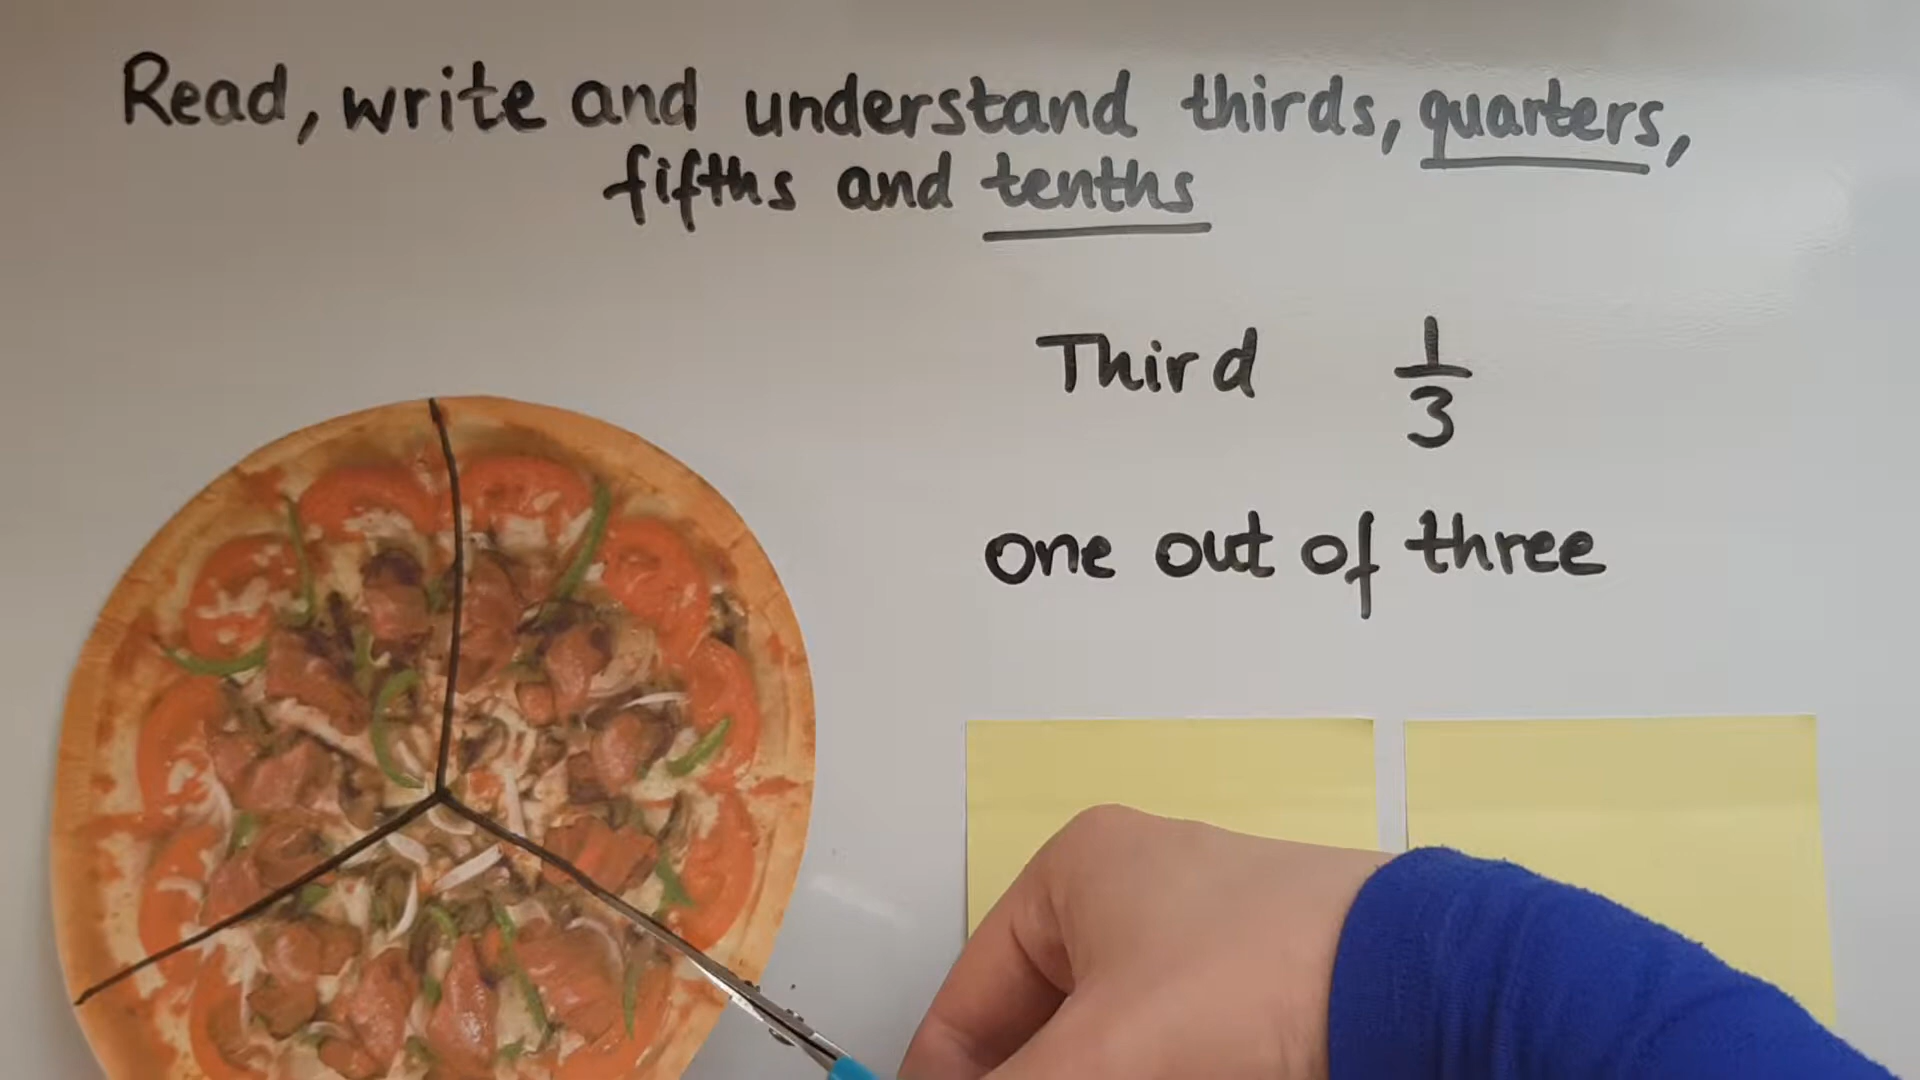 Read, write and understand thirds, quarters,
fifths and tenths
Third 1/3
one out of three